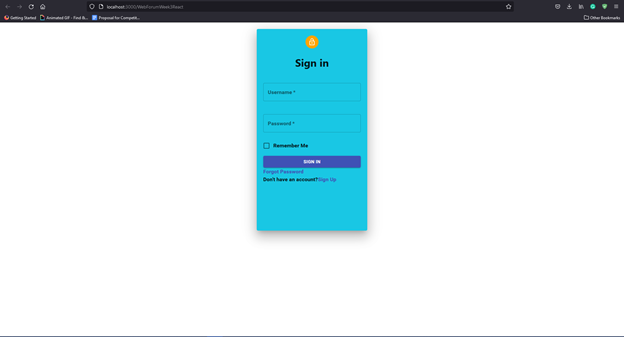 localhost:3000/WebForumWeek3React
Getting Started
Animated GIF - Find &...
Proposal for Competit...
Other Bookmarks
Sign in
Username *
Password *
Remember Me
SIGN IN
Forgot Password
Don't have an account?Sign Up